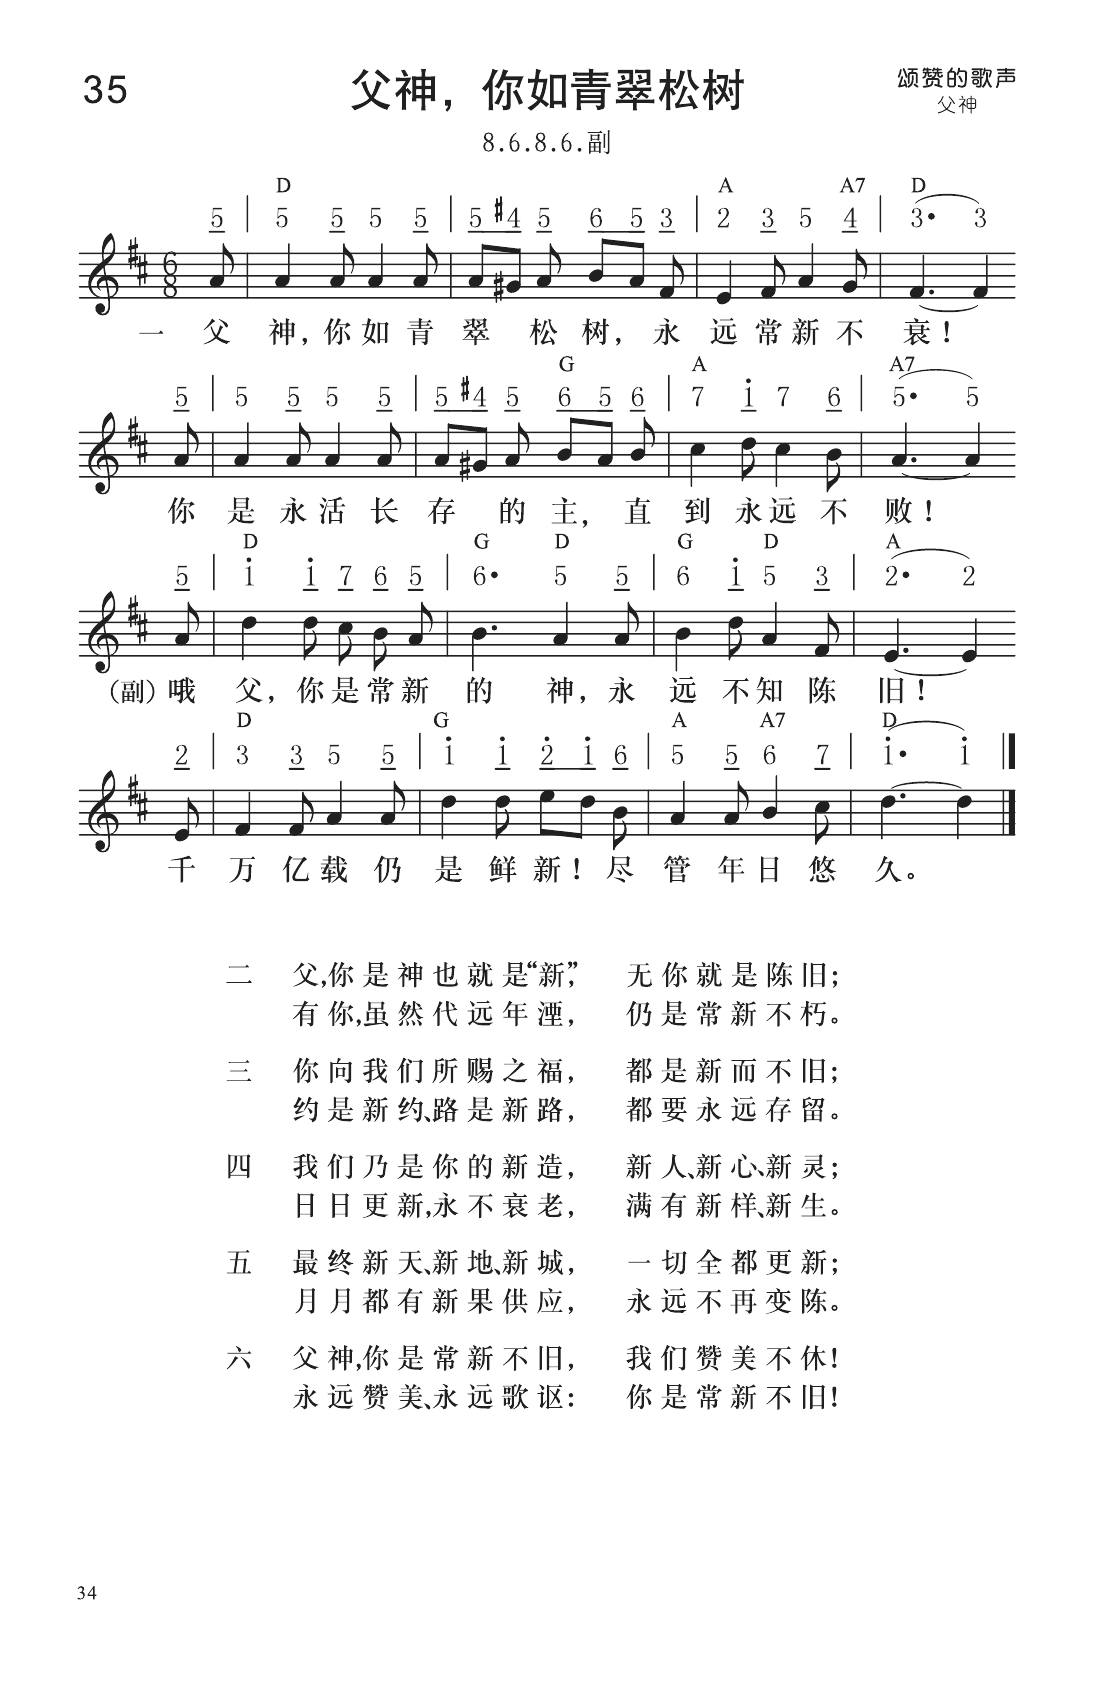 35
父神，你如青翠松树
颂赞的歌声
父神
8.6.8.6.副
D A A7 D
5 | 5 5 5 5 | 5 #4 5 6 5 3 | 2 3 5 4 | 3• 3
6
8
一 父 神，你 如 青 翠 松 树， 永 远 常 新 不 衰！
G A A7
5 | 5 5 5 5 | 5 #4 5 6 5 6 | 7 i 7 6 | 5• 5
你 是 永 活 长 存 的 主， 直 到 永 远 不 败！
D G D G D A
5 | i i 7 6 5 | 6• 5 5 | 6 i 5 3 | 2• 2
（副）哦 父，你 是 常 新 的 神，永 远 不 知 陈 旧！
D G A A7 D
2 | 3 3 5 5 | i i 2̇ i 6 | 5 5 6 7 | i• i
千 万 亿 载 仍 是 鲜 新！尽 管 年 日 悠 久。
二 父,你是神也就是“新”, 无你就是陈旧；
有你,虽然代远年湮， 仍是常新不朽。
三 你向我们所赐之福， 都是新而不旧；
约是新约、路是新路， 都要永远存留。
四 我们乃是你的新造， 新人、新心、新灵；
日日更新,永不衰老， 满有新样、新生。
五 最终新天、新地、新城， 一切全都更新；
月月都有新果供应， 永远不再变陈。
六 父神,你是常新不旧， 我们赞美不休！
永远赞美、永远歌讴： 你是常新不旧！
34